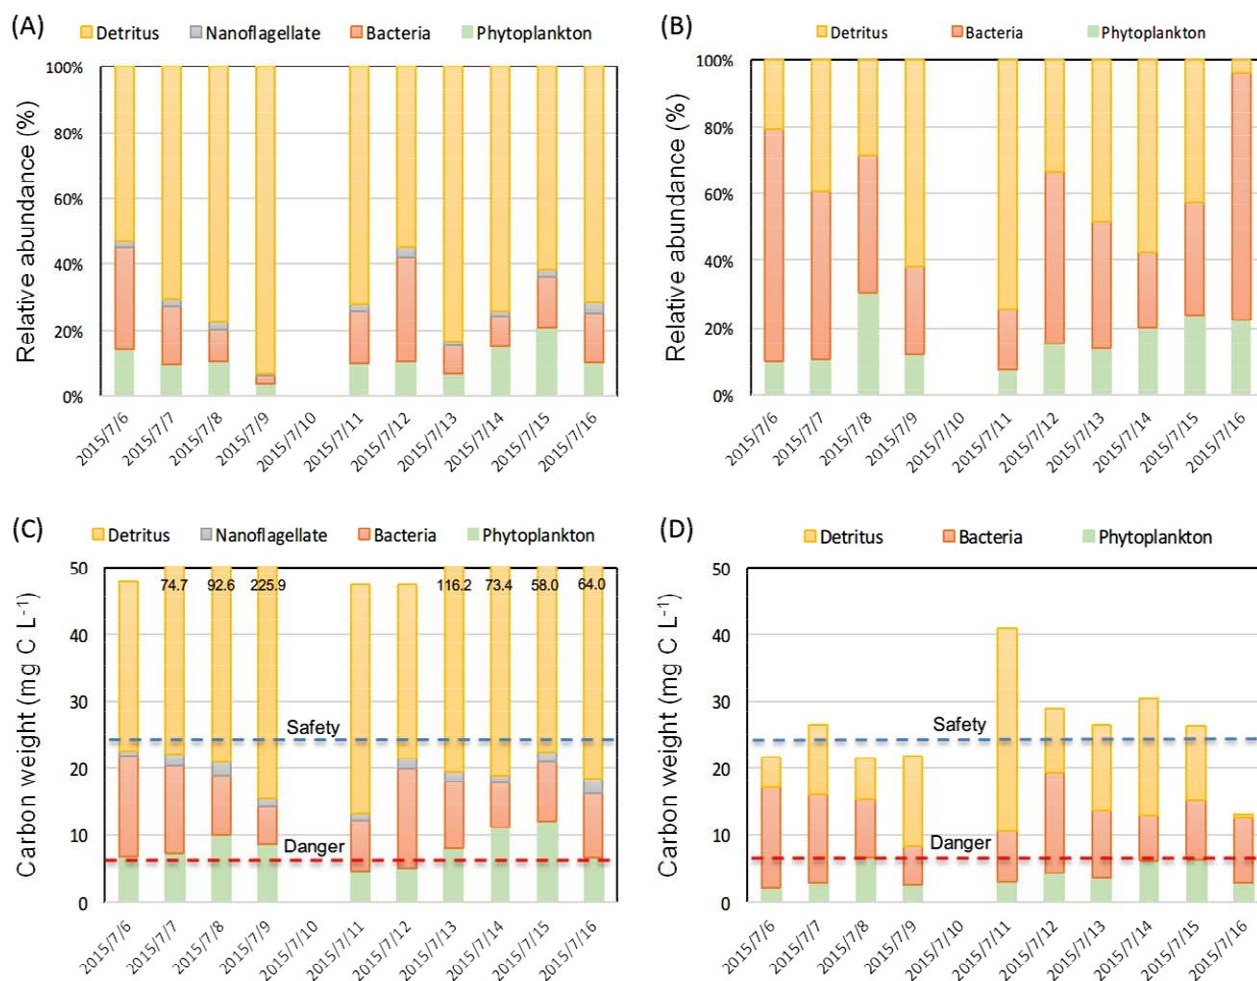 (A)
Detritus Nanoflagellate Bacteria Phytoplankton
Relative abundance (%)
100%
80%
60%
40%
20%
0%
2015/7/6 2015/7/7 2015/7/8 2015/7/9 2015/7/10 2015/7/11 2015/7/12 2015/7/13 2015/7/14 2015/7/15 2015/7/16
(B)
Detritus Bacteria Phytoplankton
Relative abundance (%)
100%
80%
60%
40%
20%
0%
2015/7/6 2015/7/7 2015/7/8 2015/7/9 2015/7/10 2015/7/11 2015/7/12 2015/7/13 2015/7/14 2015/7/15 2015/7/16
(C)
Detritus Nanoflagellate Bacteria Phytoplankton
Carbon weight (mg C L⁻¹)
50
40
30
20
10
0
74.7 92.6 225.9 116.2 73.4 58.0 64.0
Safety
Danger
2015/7/6 2015/7/7 2015/7/8 2015/7/9 2015/7/10 2015/7/11 2015/7/12 2015/7/13 2015/7/14 2015/7/15 2015/7/16
(D)
Detritus Bacteria Phytoplankton
Carbon weight (mg C L⁻¹)
50
40
30
20
10
0
Safety
Danger
2015/7/6 2015/7/7 2015/7/8 2015/7/9 2015/7/10 2015/7/11 2015/7/12 2015/7/13 2015/7/14 2015/7/15 2015/7/16